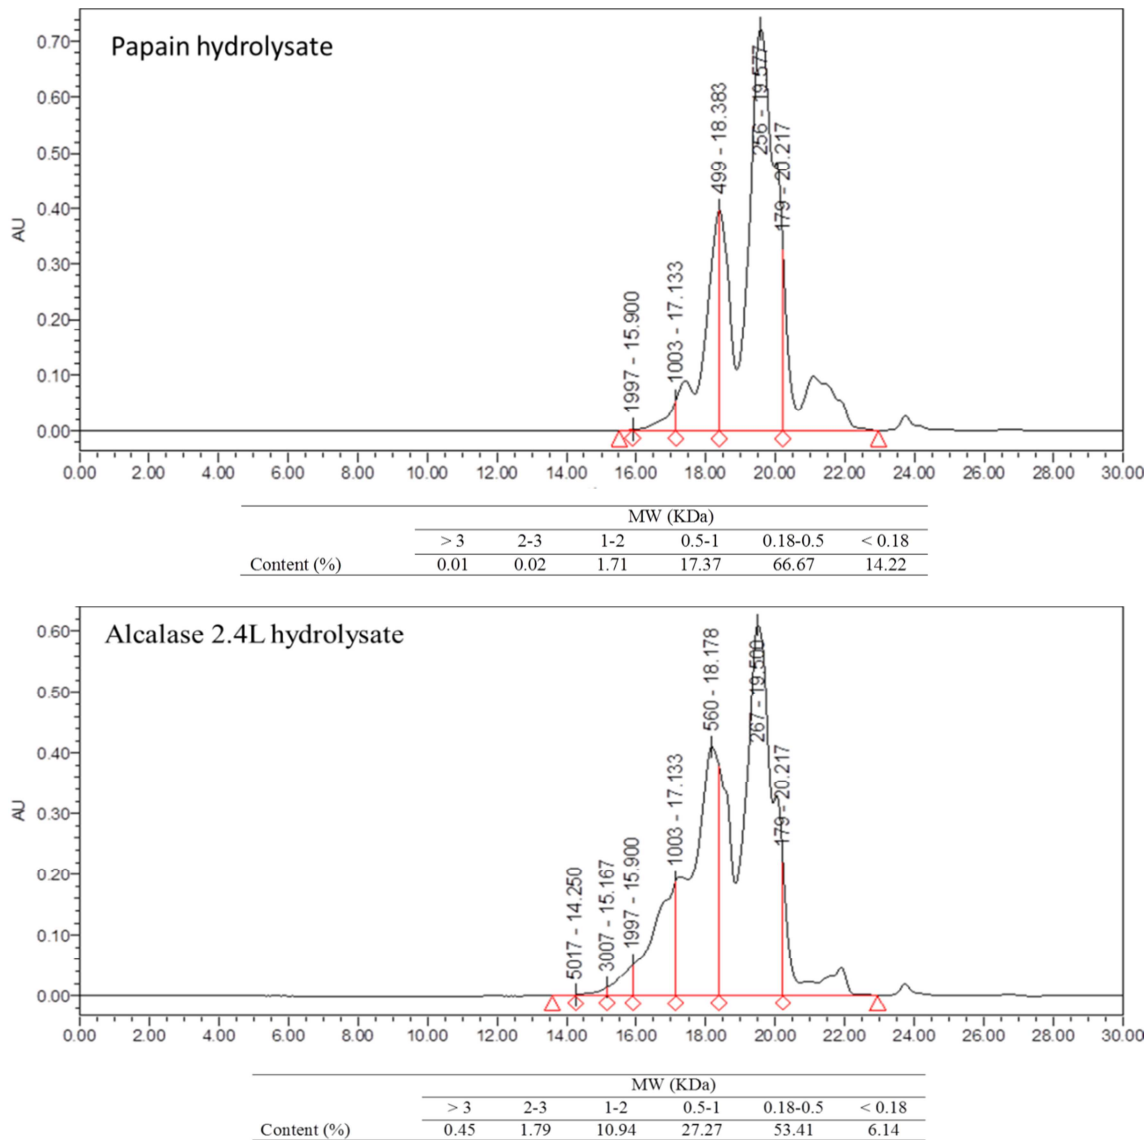 Papain hydrolysate
AU
0.70
0.60
0.50
0.40
0.30
0.20
0.10
0.00
1997 - 15.900
1003 - 17.133
499 - 18.383
256 - 19.577
179 - 20.217
0.00 2.00 4.00 6.00 8.00 10.00 12.00 14.00 16.00 18.00 20.00 22.00 24.00 26.00 28.00 30.00
MW (KDa)
> 3 2-3 1-2 0.5-1 0.18-0.5 < 0.18
Content (%) 0.01 0.02 1.71 17.37 66.67 14.22
Alcalase 2.4L hydrolysate
AU
0.60
0.50
0.40
0.30
0.20
0.10
0.00
5017 - 14.250
3007 - 15.167
1997 - 15.900
1003 - 17.133
560 - 18.178
267 - 19.500
179 - 20.217
0.00 2.00 4.00 6.00 8.00 10.00 12.00 14.00 16.00 18.00 20.00 22.00 24.00 26.00 28.00 30.00
MW (KDa)
> 3 2-3 1-2 0.5-1 0.18-0.5 < 0.18
Content (%) 0.45 1.79 10.94 27.27 53.41 6.14